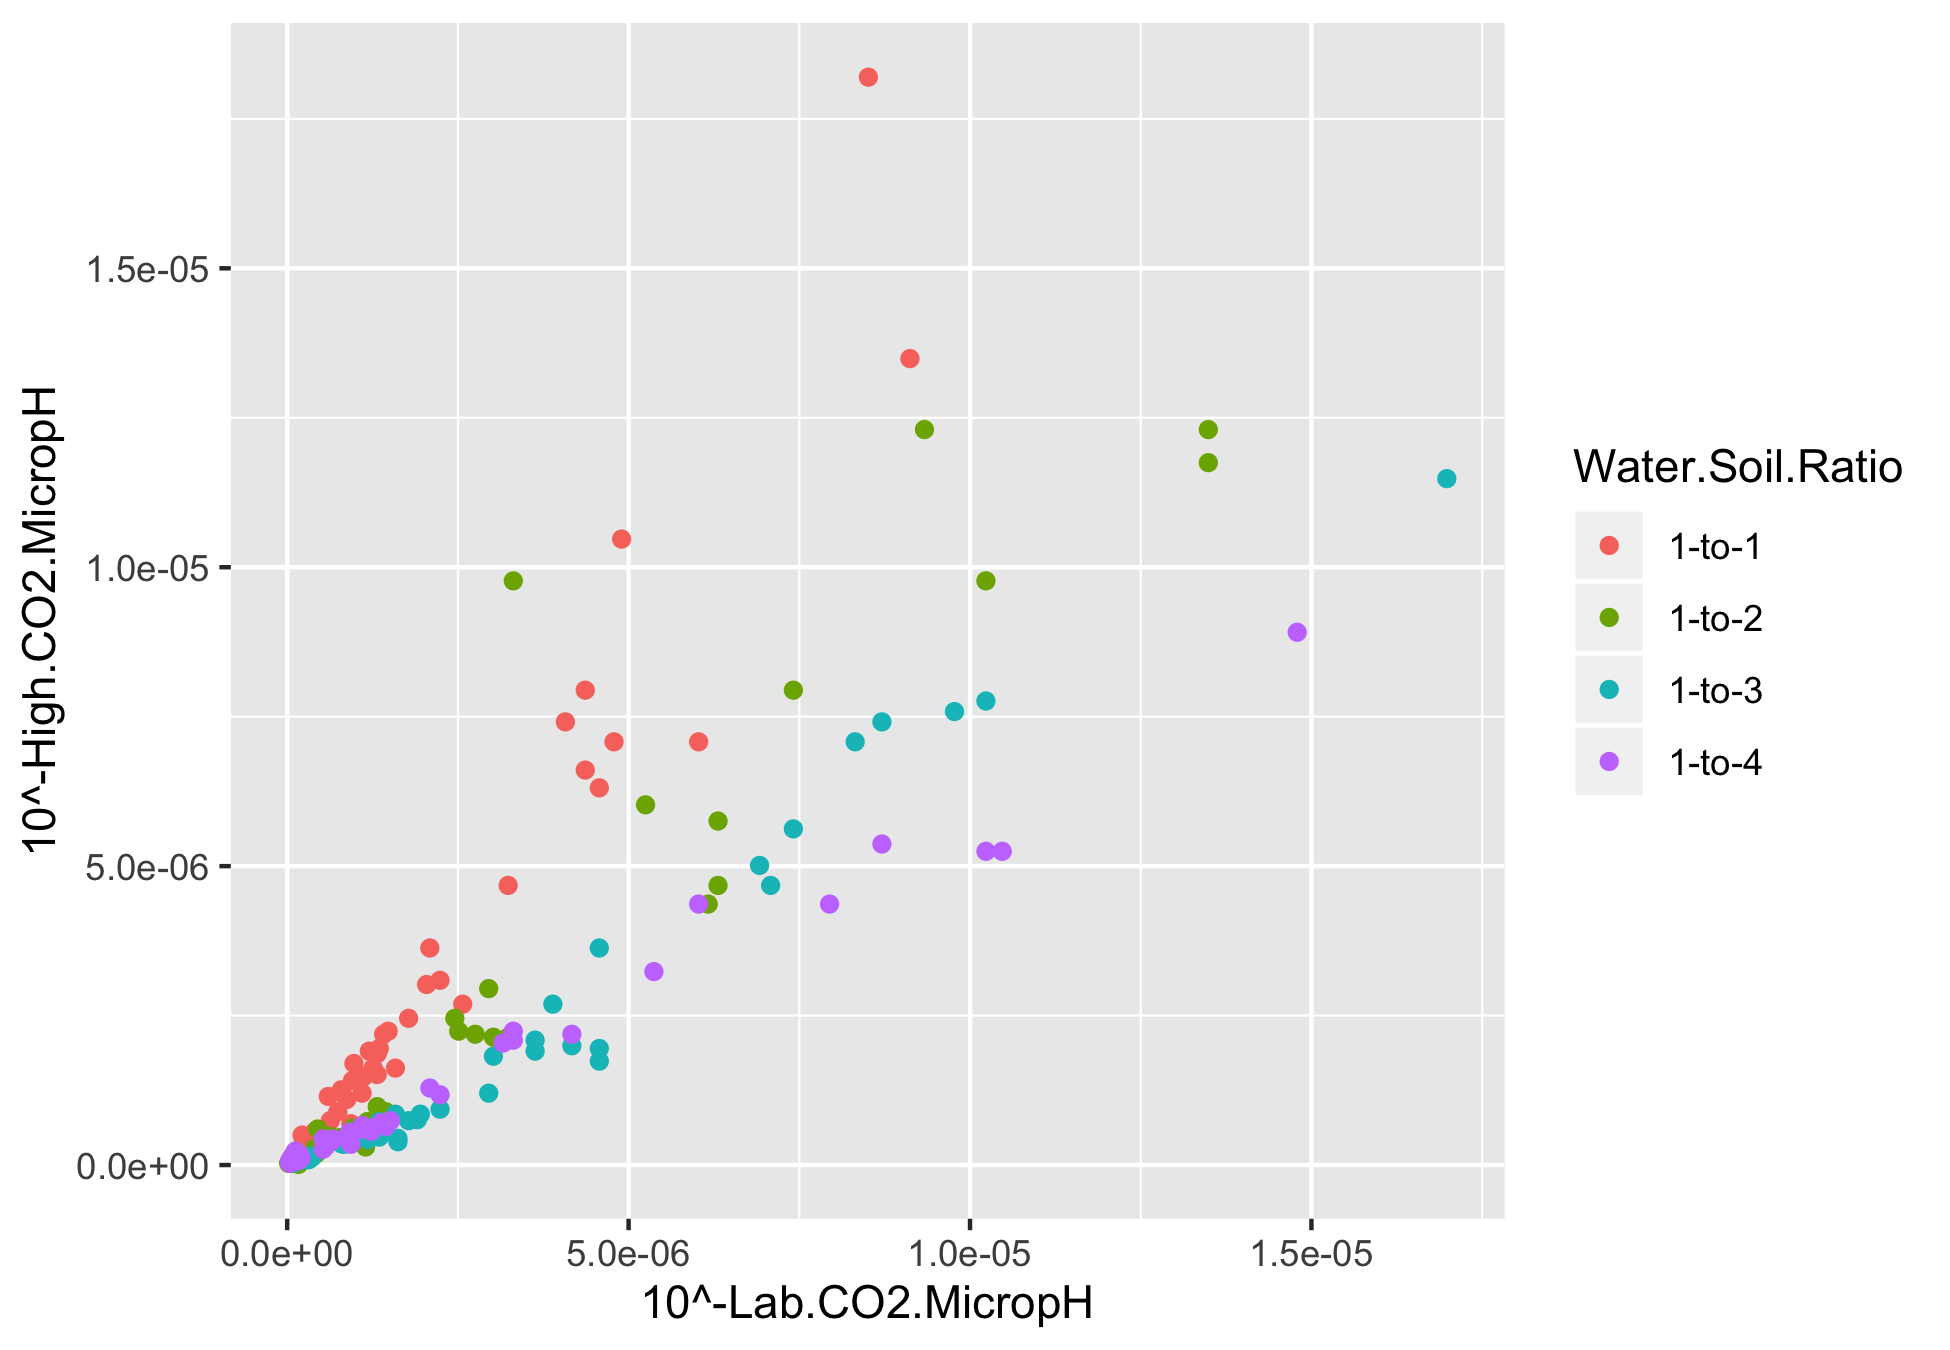 10^-High.CO2.MicropH
1.5e-05
1.0e-05
5.0e-06
0.0e+00
0.0e+00
5.0e-06
1.0e-05
1.5e-05
10^-Lab.CO2.MicropH
Water.Soil.Ratio
1-to-1
1-to-2
1-to-3
1-to-4